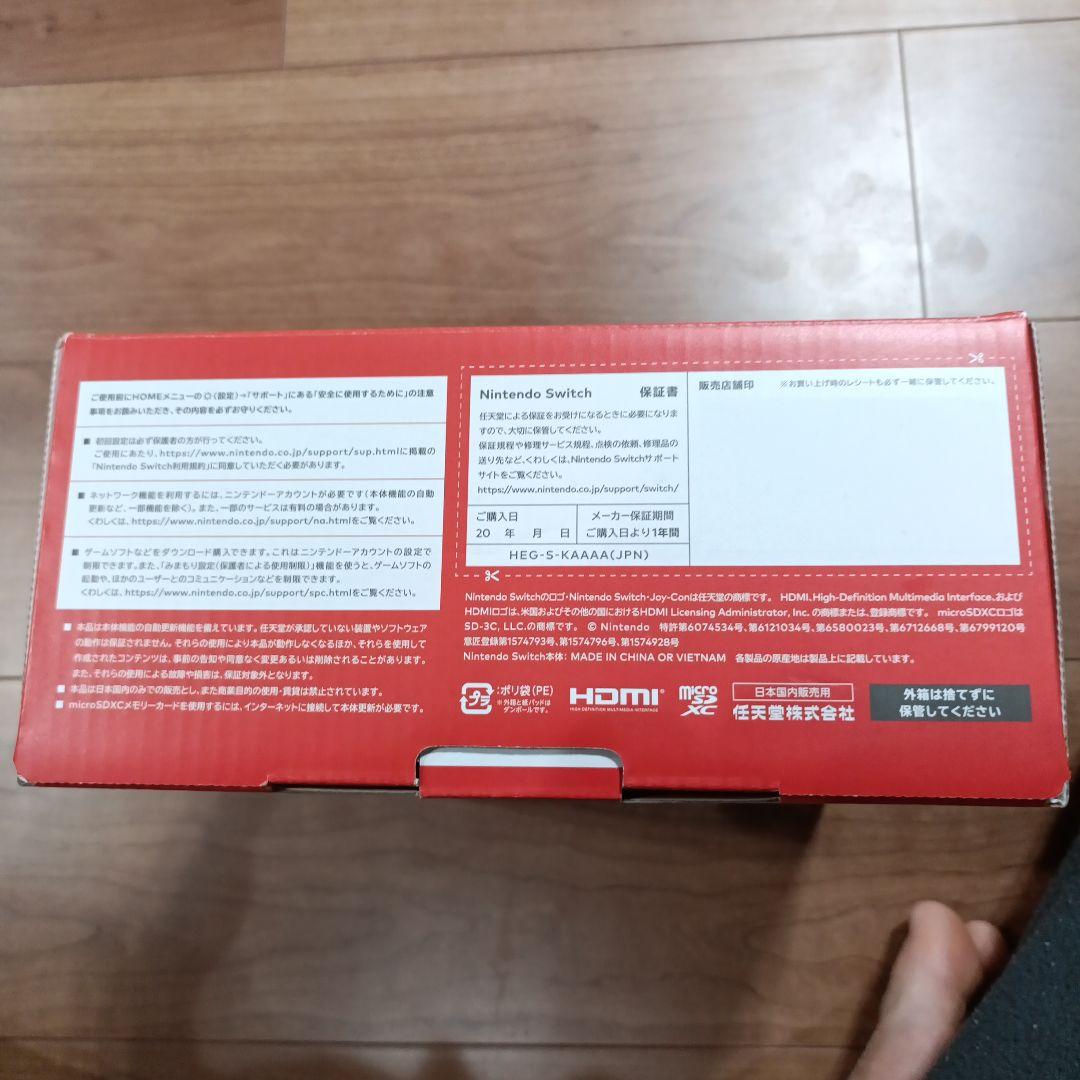 ご使用前にHOMEメニューの(設定)→「サポート」にある「安全に使用するために」の注意
事項をお読みいただき、その内容を必ずお守りください。
■ 初回設定は必ず保護者の方が行ってください。
ご使用にあたり、https://www.nintendo.co.jp/support/sup.htmlに掲載の
「Nintendo Switch利用規約」に同意していただく必要があります。
■ ネットワーク機能を利用するには、ニンテンドーアカウントが必要です(本体機能の自動
更新など、一部機能を除く)。また、一部のサービスは有料の場合があります。
くわしくは、https://www.nintendo.co.jp/support/na.htmlをご覧ください。
■ ゲームソフトなどをダウンロード購入できます。これはニンテンドーアカウントの設定で
制限できます。また、「みまもり設定(保護者による使用制限)」機能を使うと、ゲームソフトの
起動や、ほかのユーザーとのコミュニケーションなどを制限できます。
くわしくは、https://www.nintendo.co.jp/support/spc.htmlをご覧ください。
■ 本品は本体機能の自動更新機能を備えています。任天堂が承認していない装置やソフトウェア
の動作は保証されません。それらの使用により本品が動作しなくなるほか、それらを使用して
作成されたコンテンツは、事前の告知や同意なく変更あるいは削除されることがあります。
また、それらの使用による故障や損害は、保証対象外となります。
■ 本品は日本国内のみでの販売とし、また商業目的の使用・賃貸は禁止されています。
■ microSDXCメモリーカードを使用するには、インターネットに接続して本体更新が必要です。
Nintendo Switch 保証書
任天堂による保証をお受けになるときに必要になりま
すので、大切に保管してください。
保証規程や修理サービス規程、点検の依頼、修理品の
送り先など、くわしくは、Nintendo Switchサポート
サイトをご覧ください。
https://www.nintendo.co.jp/support/switch/
ご購入日
20 年 月 日
メーカー保証期間
ご購入日より1年間
HEG-S-KAAAA(JPN)
販売店舗印 ※お買い上げ時のレシートも必ず一緒に保管してください。
Nintendo Switchのロゴ・Nintendo Switch・Joy-Conは任天堂の商標です。 HDMI、High-Definition Multimedia Interface、および
HDMIロゴは、米国およびその他の国におけるHDMI Licensing Administrator, Inc. の商標または、登録商標です。 microSDXCロゴは
SD-3C, LLC.の商標です。 © Nintendo 特許第6074534号、第6121034号、第6580023号、第6712668号、第6799120号
意匠登録第1574793号、第1574796号、第1574928号
Nintendo Switch本体: MADE IN CHINA OR VIETNAM 各製品の原産地は製品上に記載しています。
プラ
:ポリ袋(PE)
※外箱と紙パッドは
ダンボールです。
HDMI®
HIGH DEFINITION MULTIMEDIA INTERFACE
micro
SD
XC
日本国内販売用
任天堂株式会社
外箱は捨てずに
保管してください